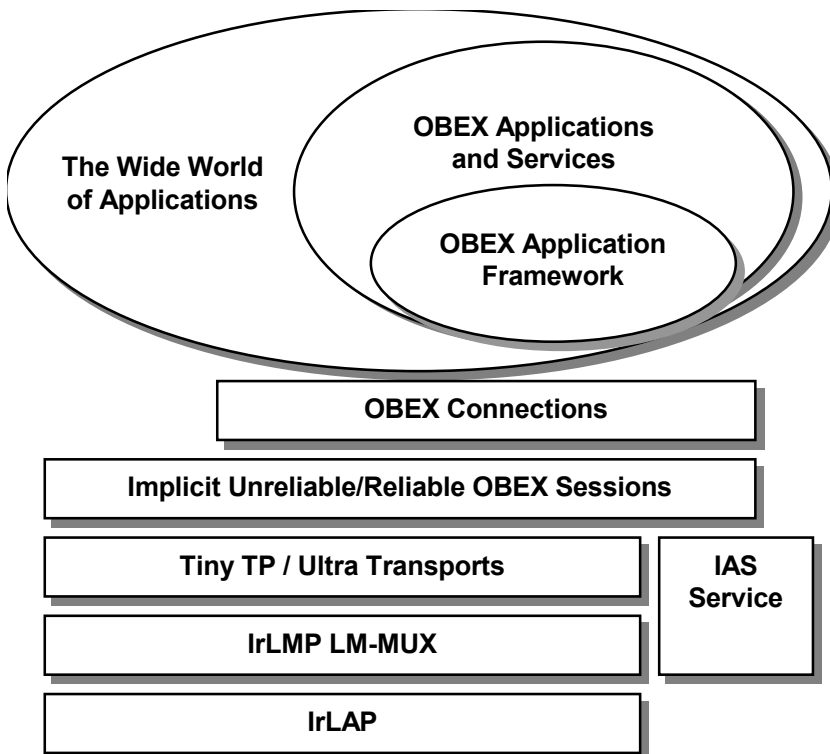 OBEX Applications
and Services
The Wide World
of Applications
OBEX Application
Framework
OBEX Connections
Implicit Unreliable/Reliable OBEX Sessions
Tiny TP / Ultra Transports
IAS
Service
IrLMP LM-MUX
IrLAP